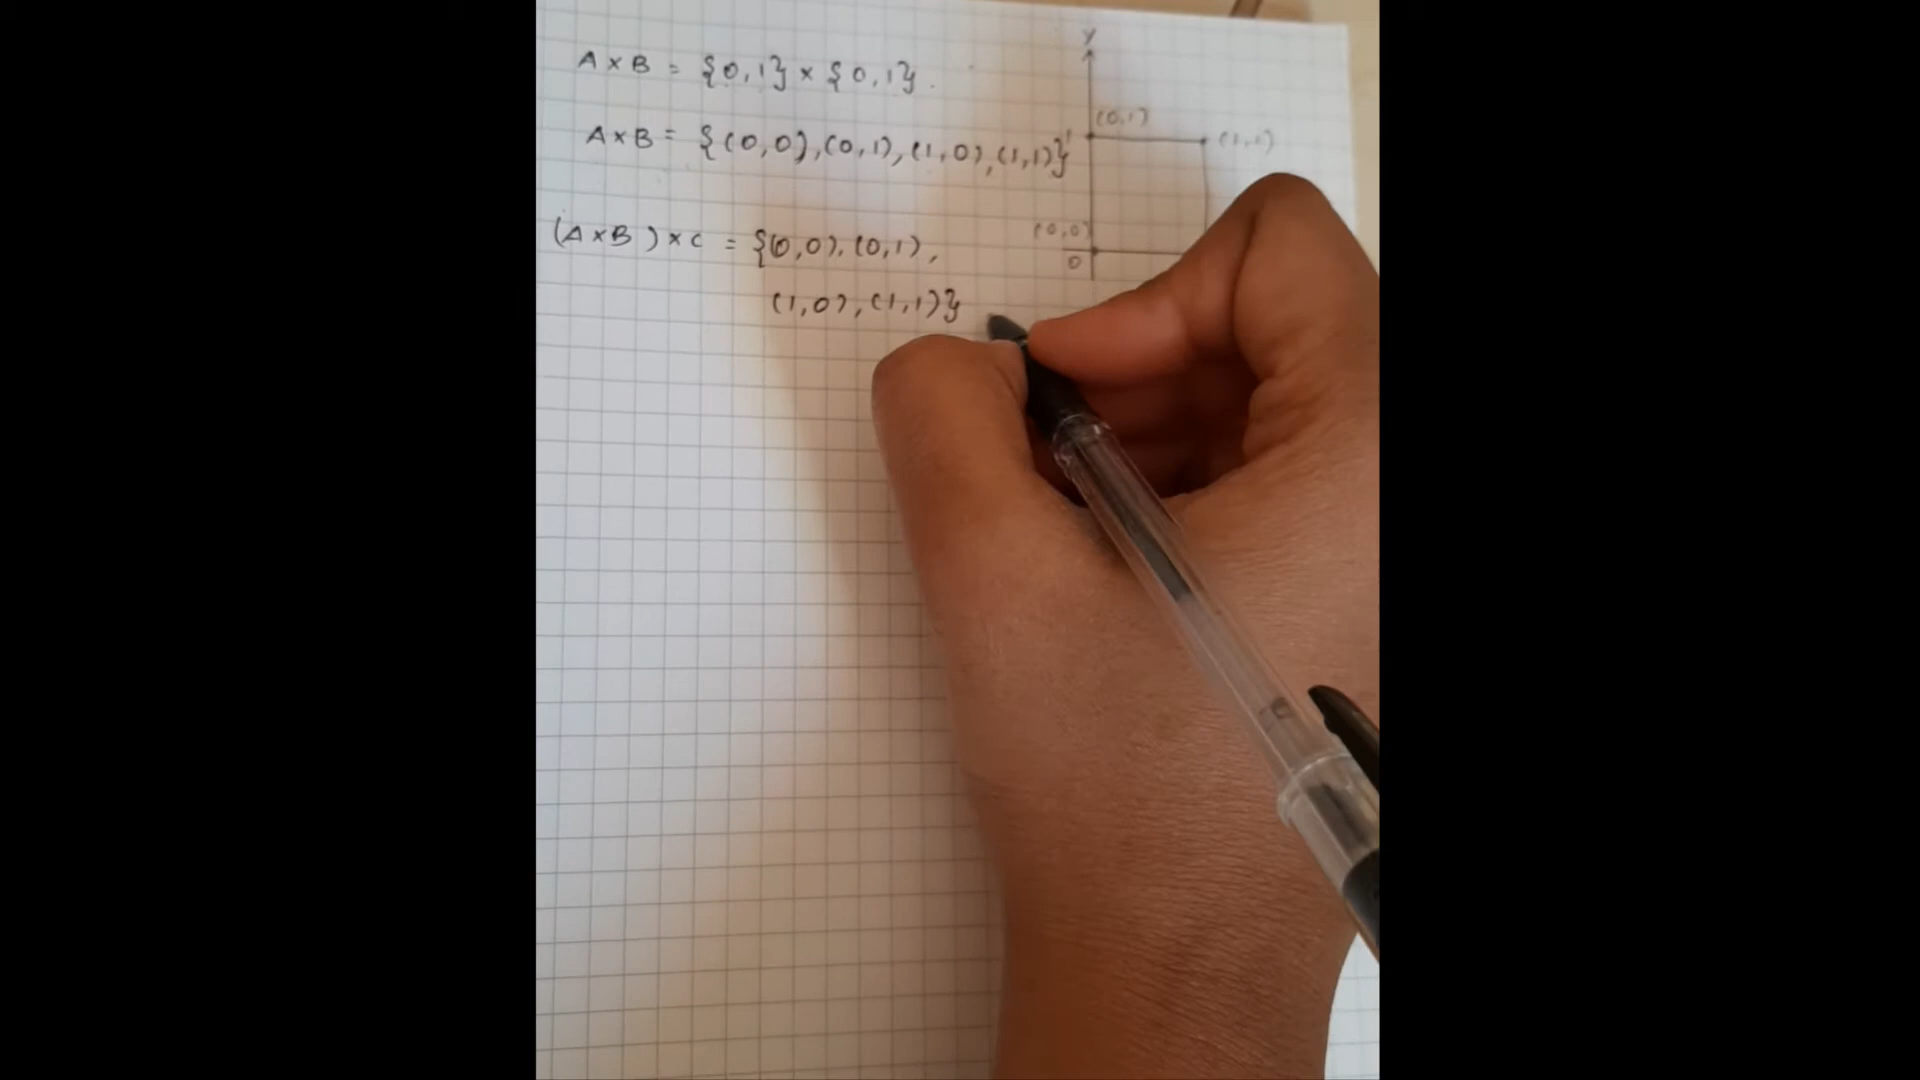 A × B = {0,1} × {0,1}.
A × B = {(0,0),(0,1),(1,0),(1,1)}
(A × B) × C = {(0,0),(0,1),
(1,0),(1,1)}
Y
(0,1)
1
(1,1)
(0,0)
0